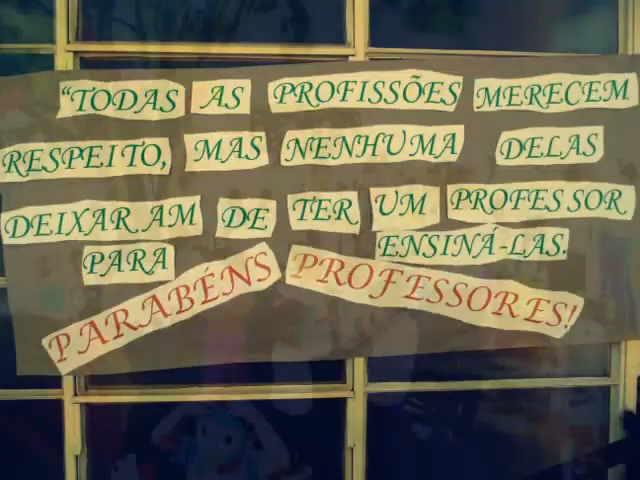 "TODAS AS PROFISSÕES MERECEM
RESPEITO, MAS NENHUMA DELAS
DEIXARAM DE TER UM PROFESSOR
PARA ENSINÁ-LAS.
PARABÉNS PROFESSORES!